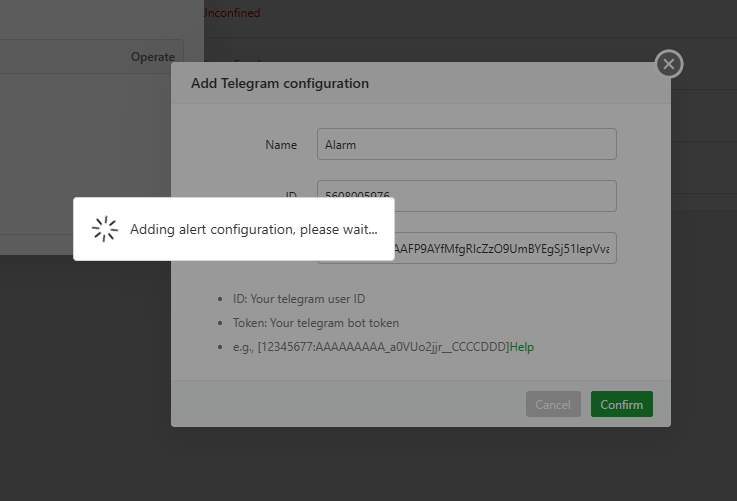 Unconfined
Operate
Add Telegram configuration
Name
Alarm
ID
5608005976
Adding alert configuration, please wait...
ID: Your telegram user ID
Token: Your telegram bot token
e.g., [12345677:AAAAAAAAA_a0VUo2jjr__CCCCDDD]Help
Cancel
Confirm